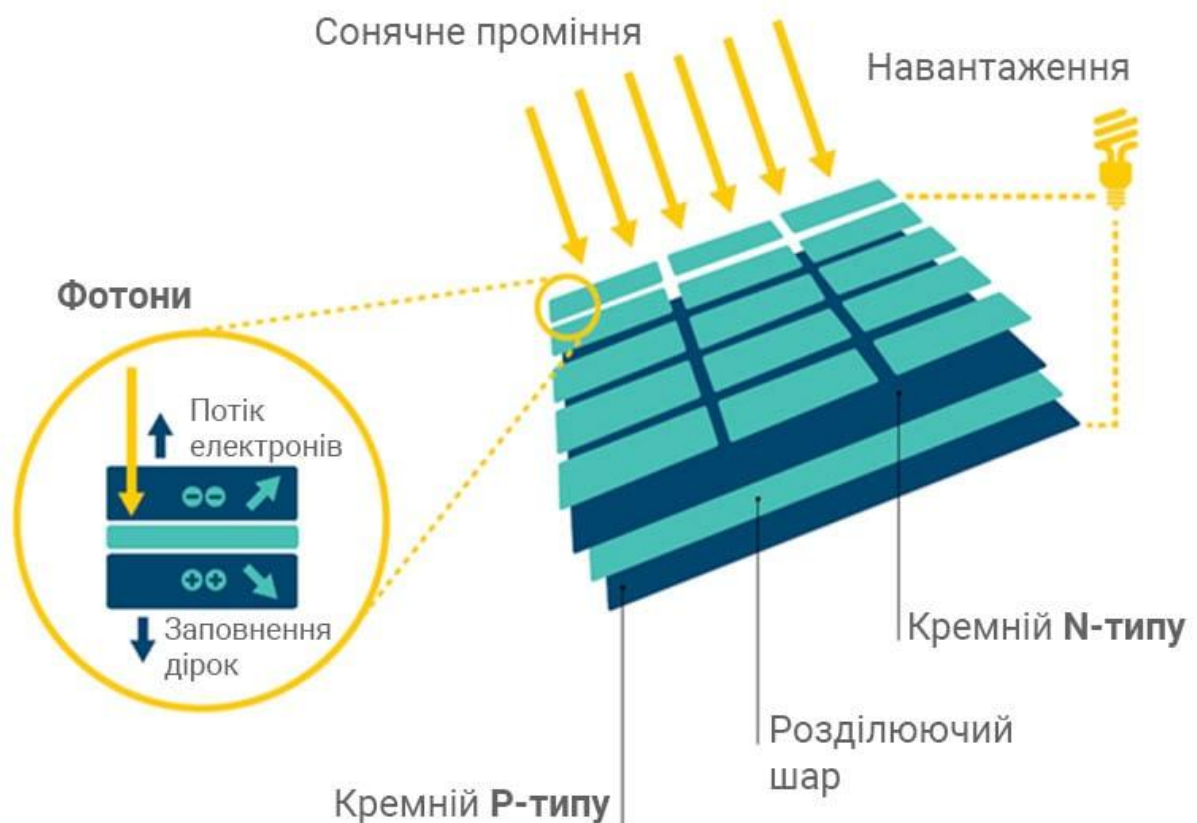 Сонячне проміння
Навантаження
Фотони
Потік
електронів
Заповнення
дірок
Кремній N-типу
Розділюючий
шар
Кремній P-типу